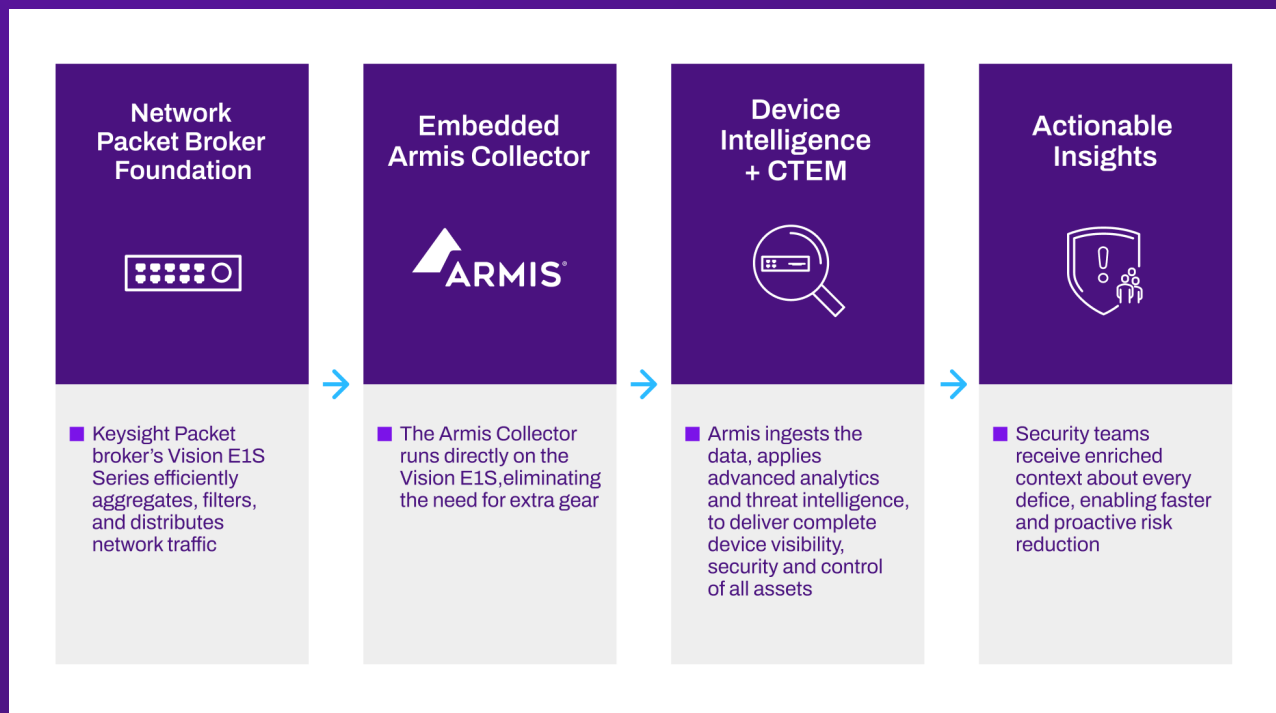 Network
Packet Broker
Foundation
Keysight Packet
broker's Vision E1S
Series efficiently
aggregates, filters,
and distributes
network traffic
Embedded
Armis Collector
ARMIS®
The Armis Collector
runs directly on the
Vision E1S,eliminating
the need for extra gear
Device
Intelligence
+ CTEM
Armis ingests the
data, applies
advanced analytics
and threat intelligence,
to deliver complete
device visibility,
security and control
of all assets
Actionable
Insights
Security teams
receive enriched
context about every
defice, enabling faster
and proactive risk
reduction